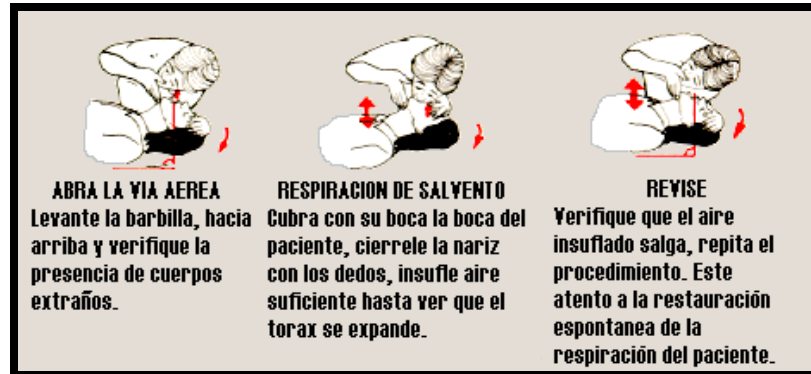 ABRA LA VIA AEREA
Levante la barbilla, hacia
arriba y verifique la
presencia de cuerpos
extraños.
RESPIRACION DE SALVENTO
Cubra con su boca la boca del
paciente, cierrele la nariz
con los dedos, insufle aire
suficiente hasta ver que el
torax se expande.
REVISE
Verifique que el aire
insuflado salga, repita el
procedimiento. Este
atento a la restauración
espontanea de la
respiración del paciente.